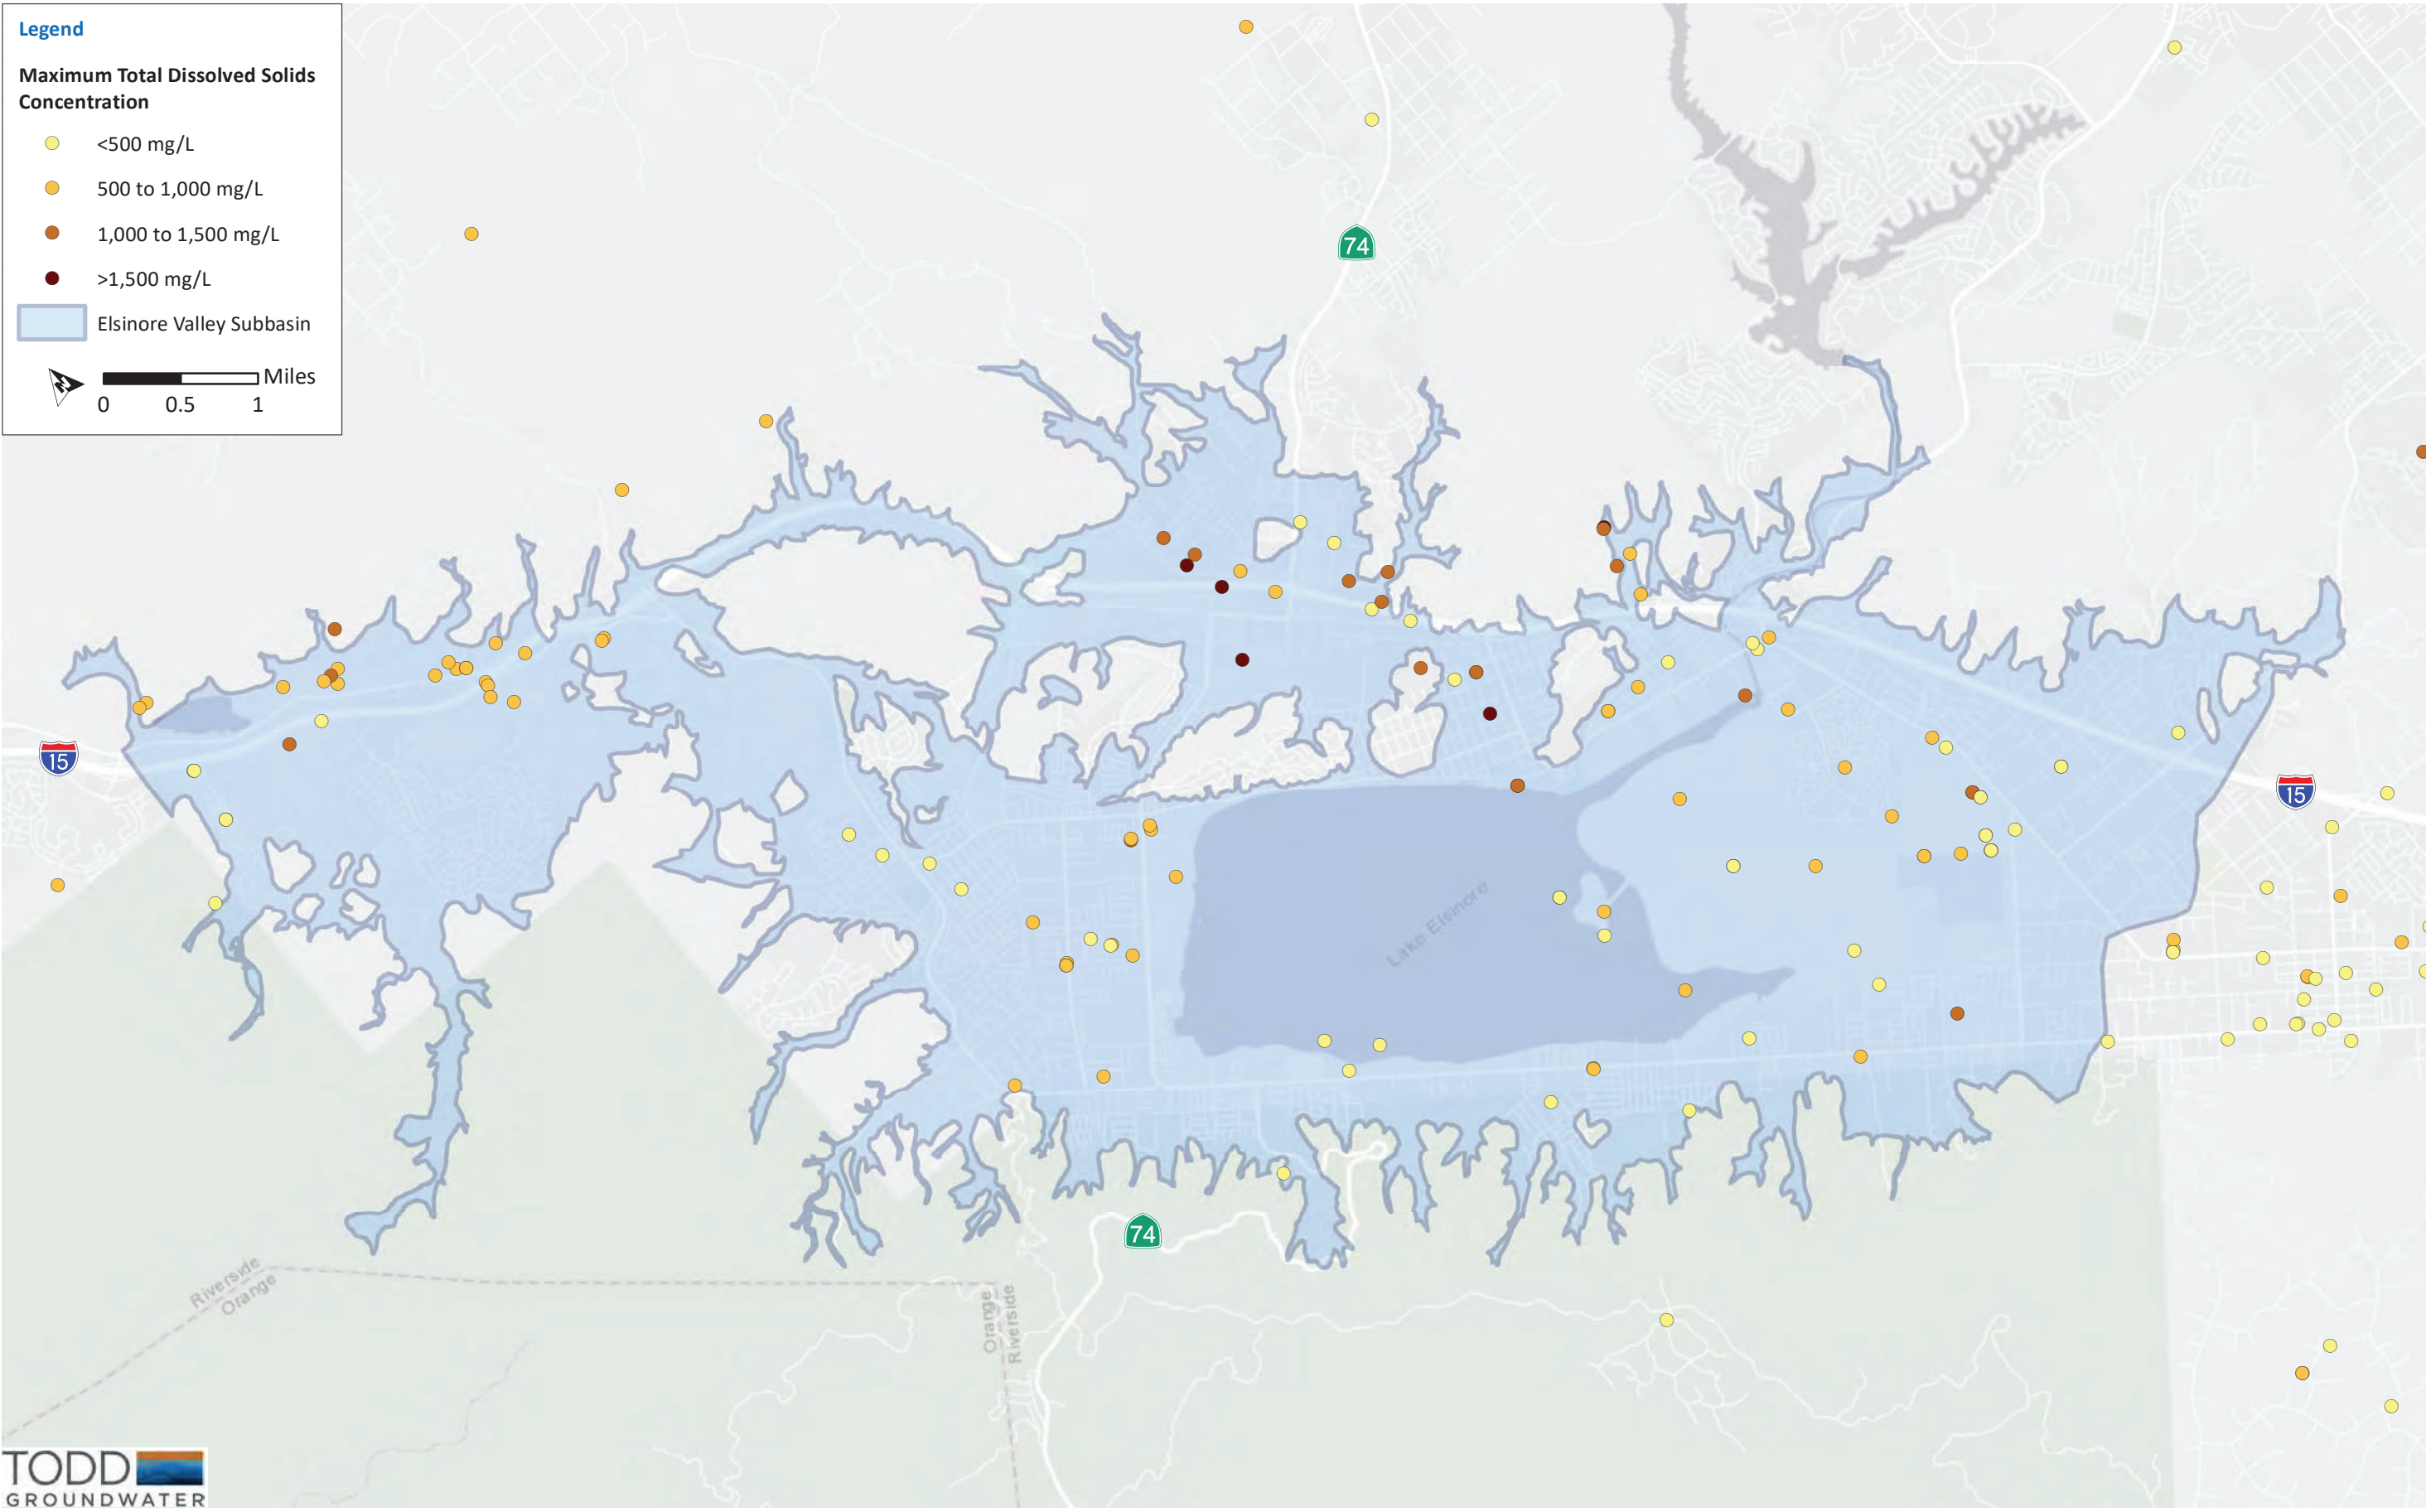 Legend
Maximum Total Dissolved Solids
Concentration
<500 mg/L
500 to 1,000 mg/L
1,000 to 1,500 mg/L
>1,500 mg/L
Elsinore Valley Subbasin
N
Miles
0 0.5 1
74
15
15
Lake Elsinore
74
Riverside
Orange
Orange
Riverside
TODD
GROUNDWATER